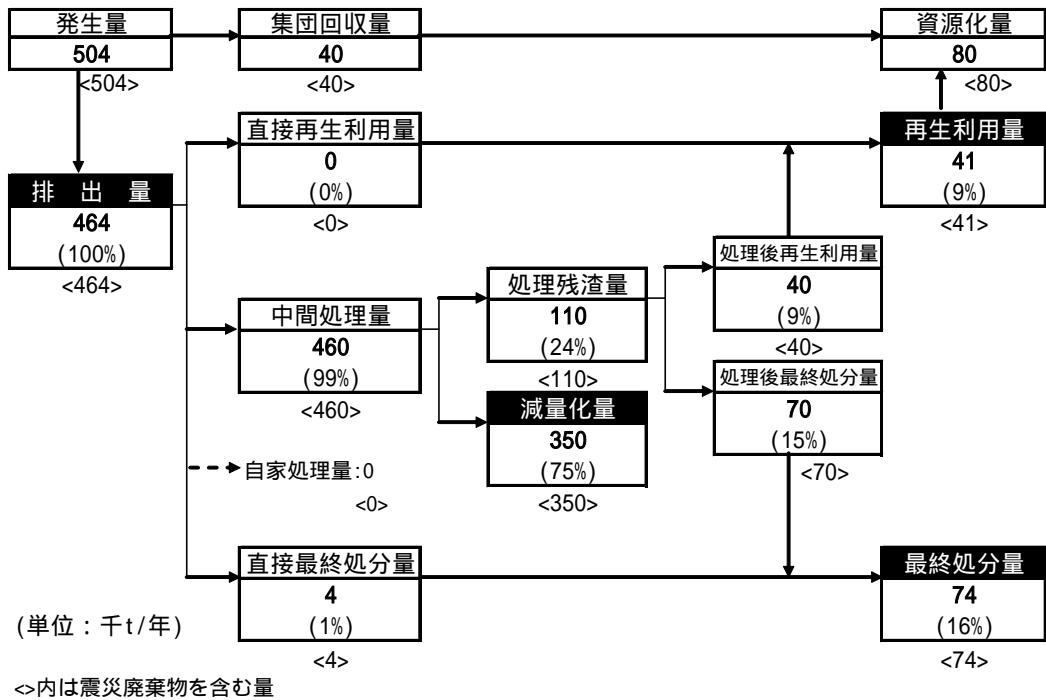 発生量
504
<504>
集団回収量
40
<40>
資源化量
80
<80>
直接再生利用量
0
(0%)
<0>
再生利用量
41
(9%)
<41>
排出量
464
(100%)
<464>
処理後再生利用量
40
(9%)
<40>
処理残渣量
110
(24%)
<110>
中間処理量
460
(99%)
<460>
処理後最終処分量
70
(15%)
<70>
減量化量
350
(75%)
<350>
自家処理量:0
<0>
直接最終処分量
4
(1%)
<4>
最終処分量
74
(16%)
<74>
(単位：千t/年)
<>内は震災廃棄物を含む量